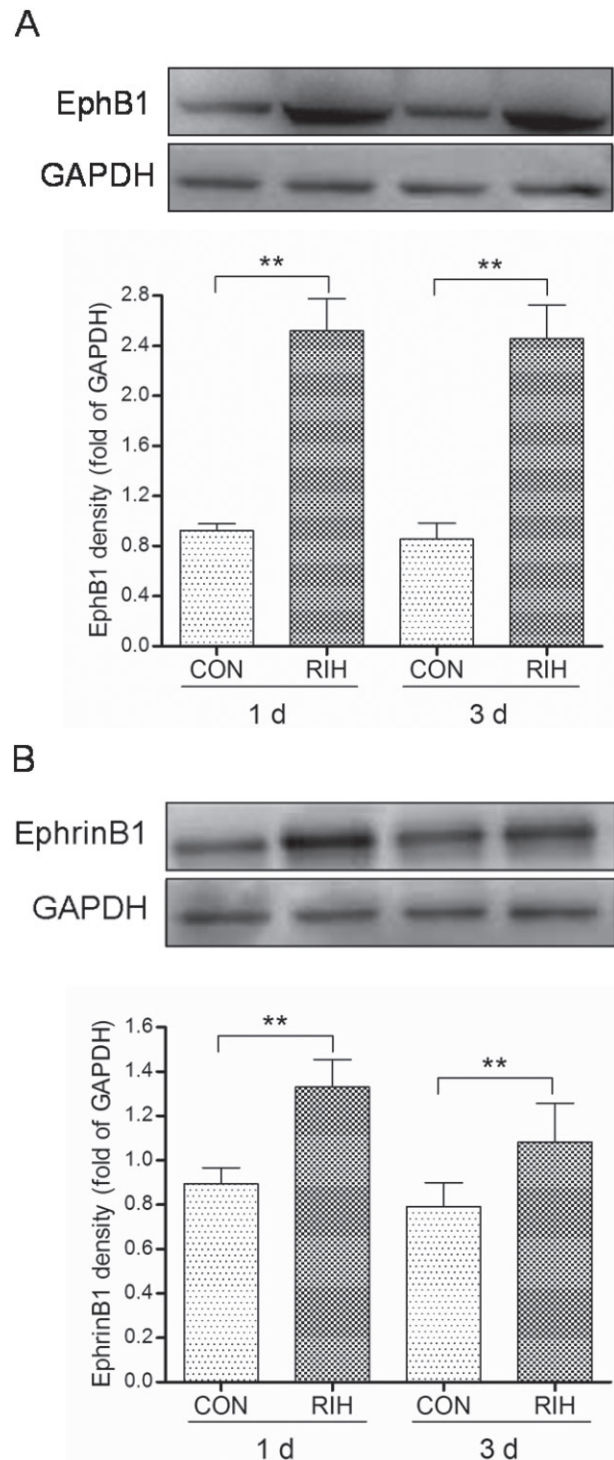 A
EphB1
GAPDH
** **
EphB1 density (fold of GAPDH)
2.8
2.4
2.0
1.6
1.2
0.8
0.4
0.0
CON RIH CON RIH
1 d 3 d
B
EphrinB1
GAPDH
** **
EphrinB1 density (fold of GAPDH)
1.6
1.4
1.2
1.0
0.8
0.6
0.4
0.2
0.0
CON RIH CON RIH
1 d 3 d